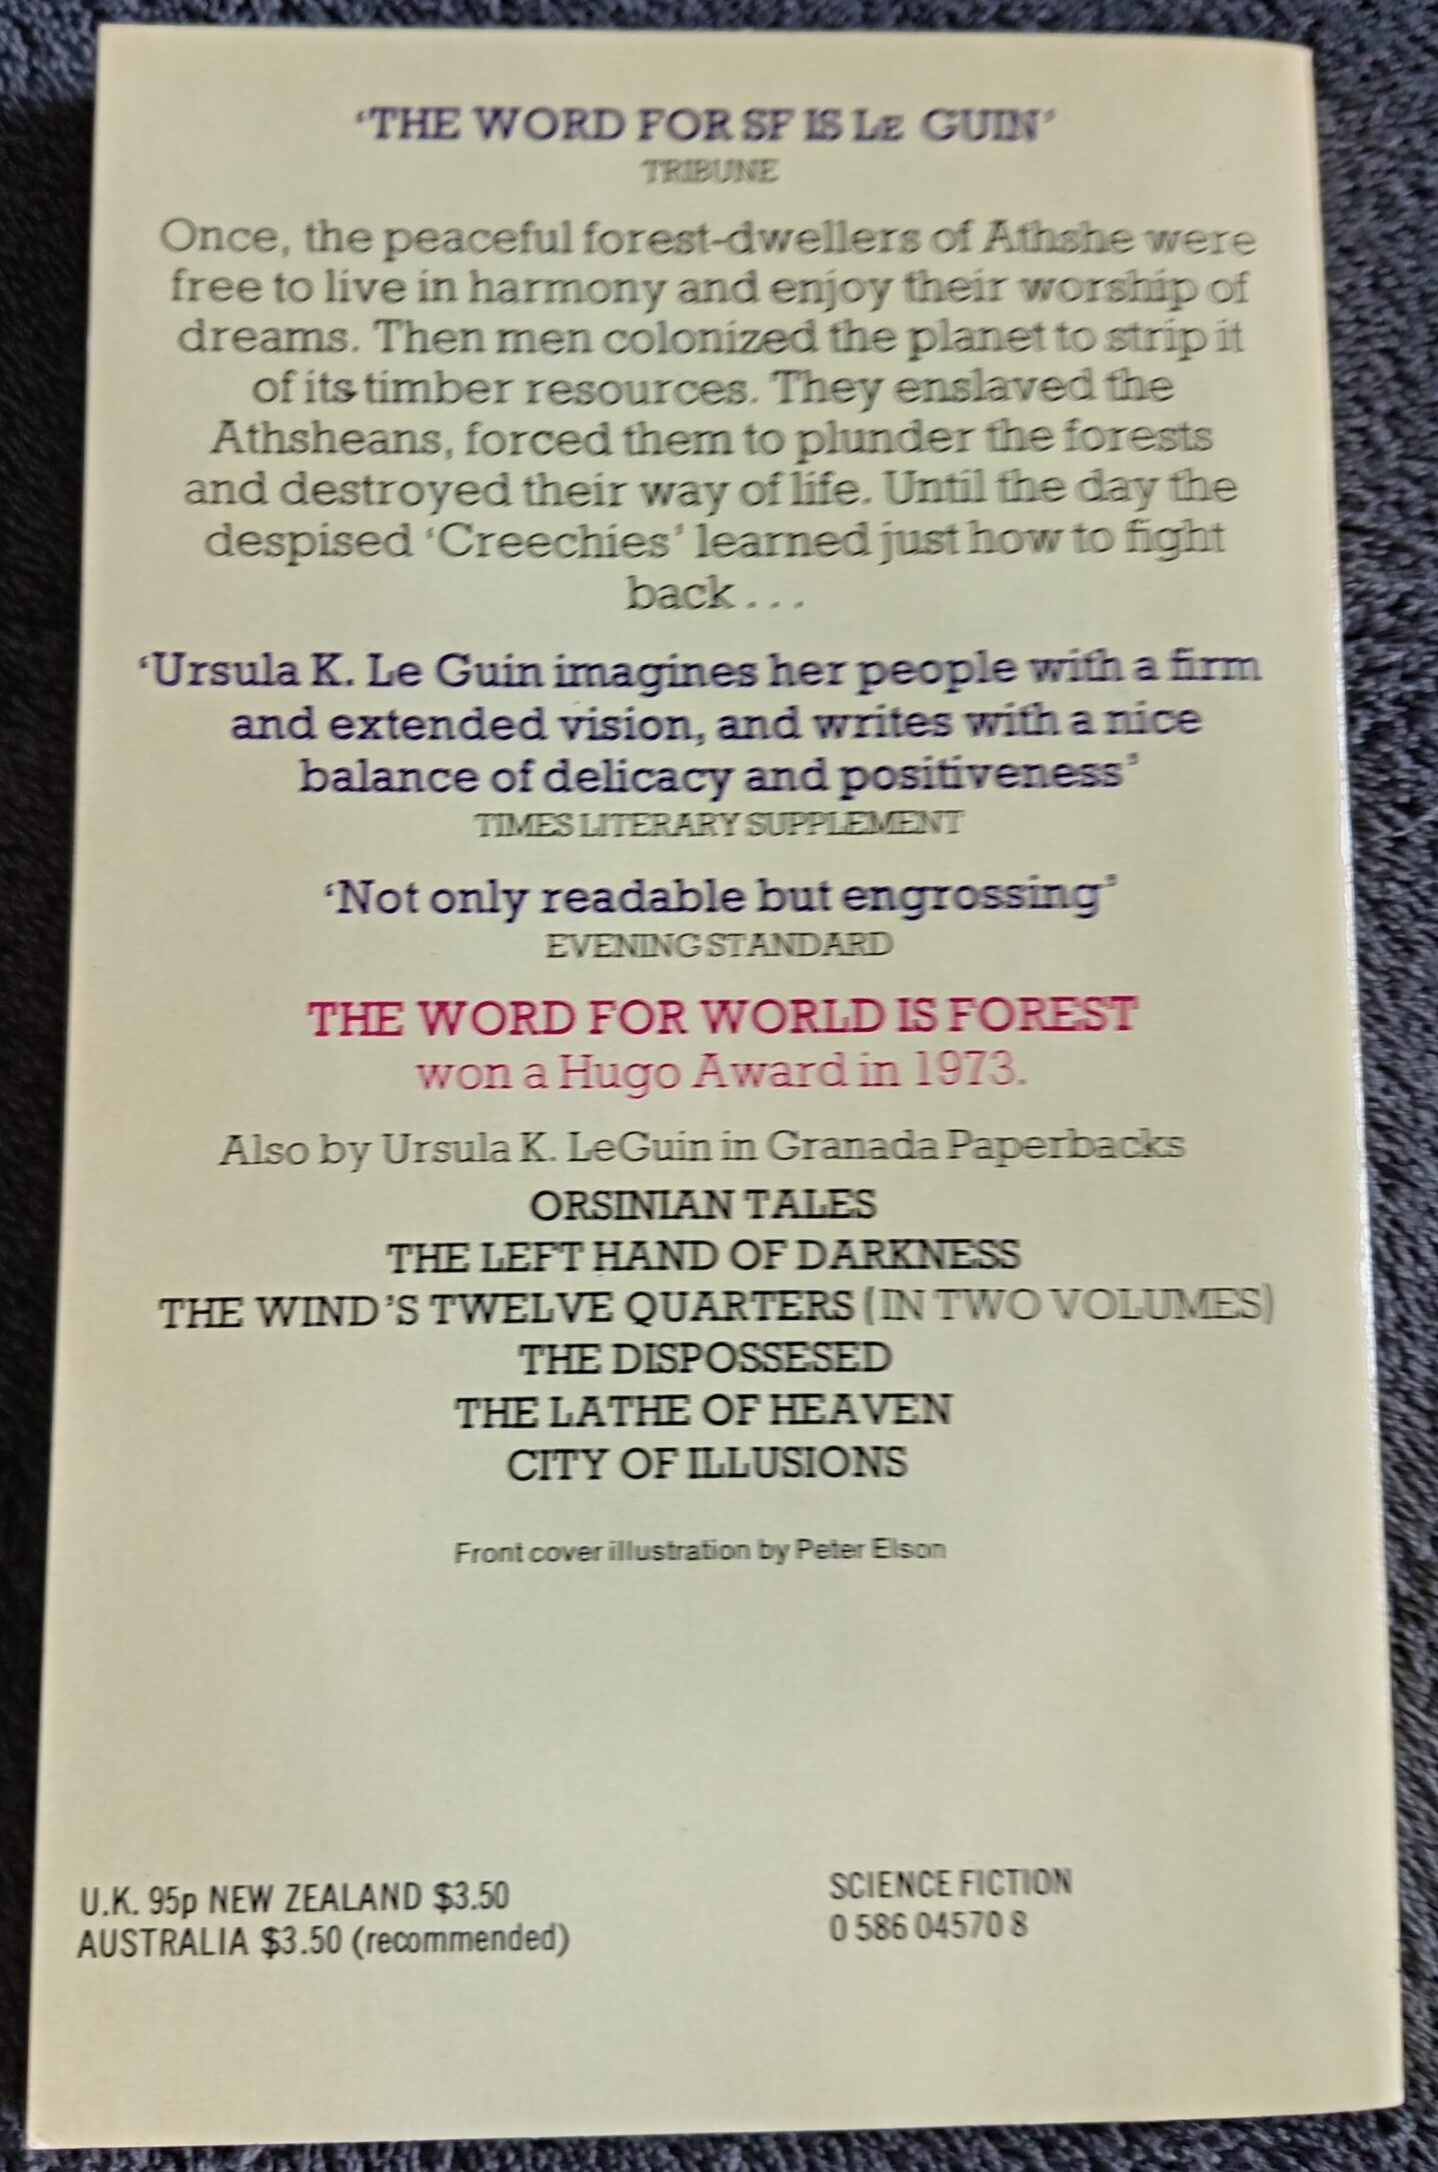 ‘THE WORD FOR SF IS LE GUIN’
TRIBUNE
Once, the peaceful forest-dwellers of Athshe were
free to live in harmony and enjoy their worship of
dreams. Then men colonized the planet to strip it
of its timber resources. They enslaved the
Athsheans, forced them to plunder the forests
and destroyed their way of life. Until the day the
despised ‘Creechies’ learned just how to fight
back...
‘Ursula K. Le Guin imagines her people with a firm
and extended vision, and writes with a nice
balance of delicacy and positiveness’
TIMES LITERARY SUPPLEMENT
‘Not only readable but engrossing’
EVENING STANDARD
THE WORD FOR WORLD IS FOREST
won a Hugo Award in 1973.
Also by Ursula K. LeGuin in Granada Paperbacks
ORSINIAN TALES
THE LEFT HAND OF DARKNESS
THE WIND'S TWELVE QUARTERS (IN TWO VOLUMES)
THE DISPOSSESED
THE LATHE OF HEAVEN
CITY OF ILLUSIONS
Front cover illustration by Peter Elson
U.K. 95p NEW ZEALAND $3.50
AUSTRALIA $3.50 (recommended)
SCIENCE FICTION
0 586 04570 8